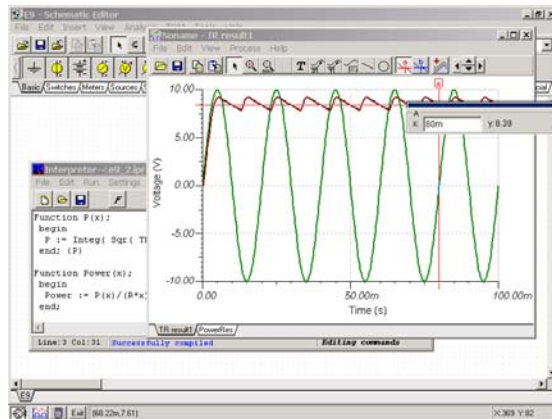 E9 - Schematic Editor
File Edit Insert View
Noname - TR result1
File Edit View Process Help
Basic Switches Meters Sources
10.00
5.00
0.00
-5.00
-10.00
Voltage (V)
0.00
50.00m
100.00m
Time (s)
a
A
x: 80m
y: 8.39
TR result1 PowerRes
Interpreter
File Edit Run Settings
F
Function P(x);
begin
P := Integ( Sqr(
end; {P}
Function Power(x);
begin
Power := P(x)/(R*x)
end;
Line:3 Col:31 Successfully compiled Editing commands
E9
Exit (68.22m,7.61)
X:369 Y:82